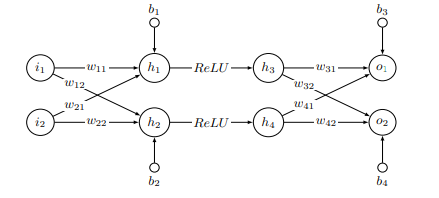 b₁ b₃
i₁ w₁₁ h₁ ReLU h₃ w₃₁ o₁
w₁₂ w₃₂
w₂₁ w₄₁
i₂ w₂₂ h₂ ReLU h₄ w₄₂ o₂
b₂ b₄